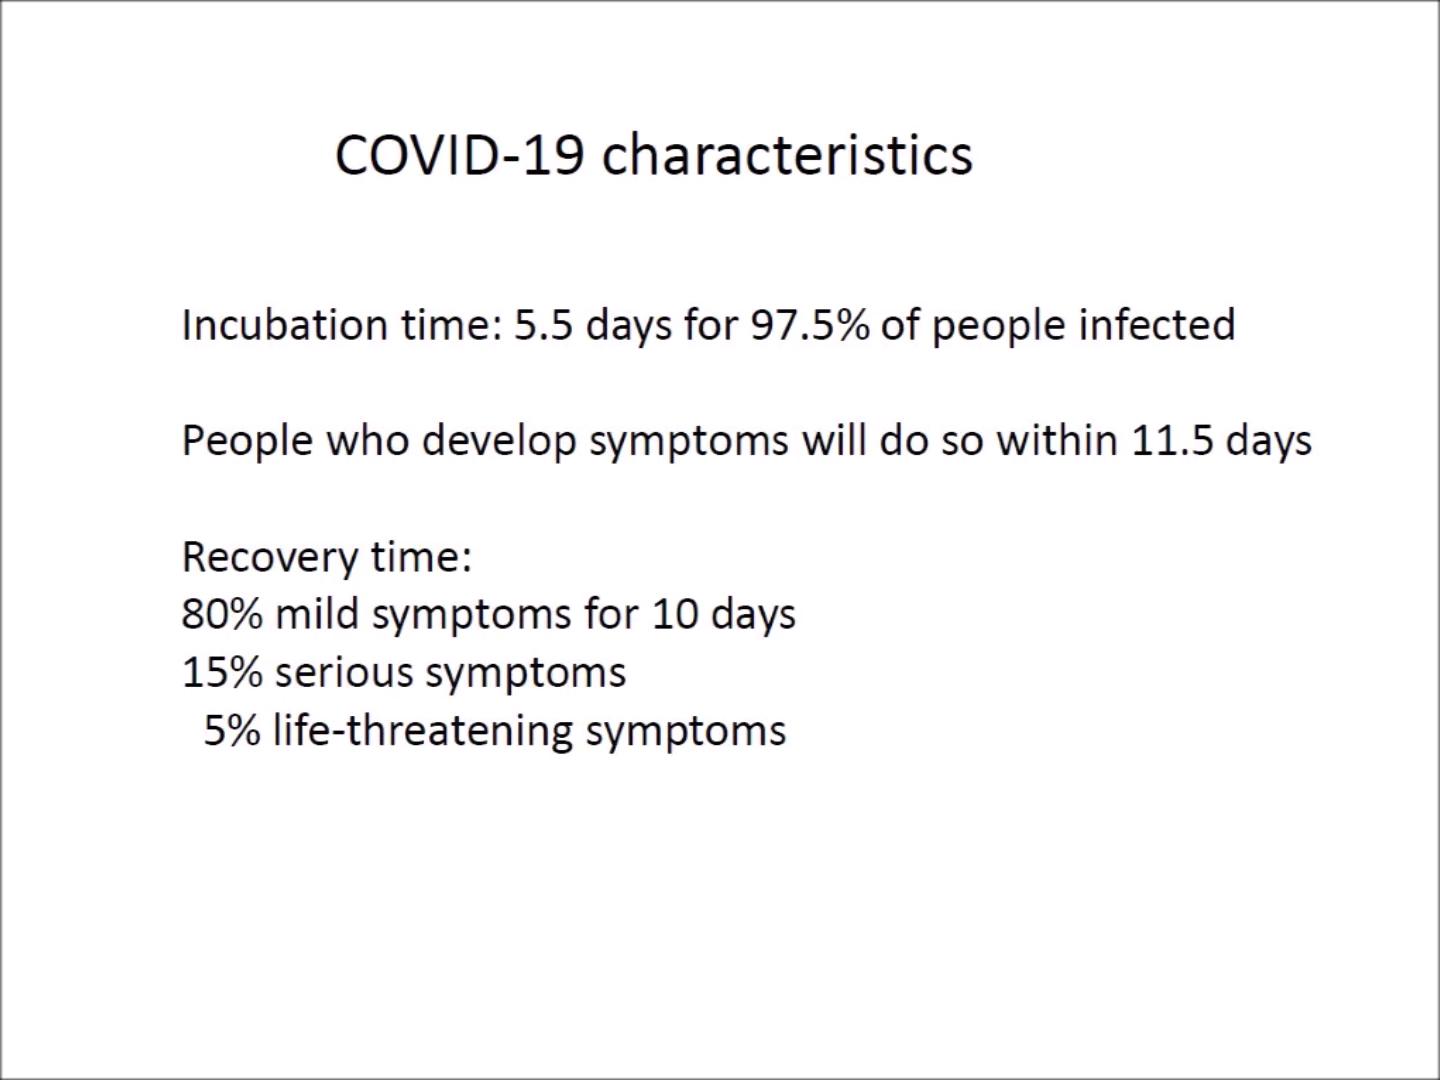 COVID-19 characteristics
Incubation time: 5.5 days for 97.5% of people infected
People who develop symptoms will do so within 11.5 days
Recovery time:
80% mild symptoms for 10 days
15% serious symptoms
5% life-threatening symptoms